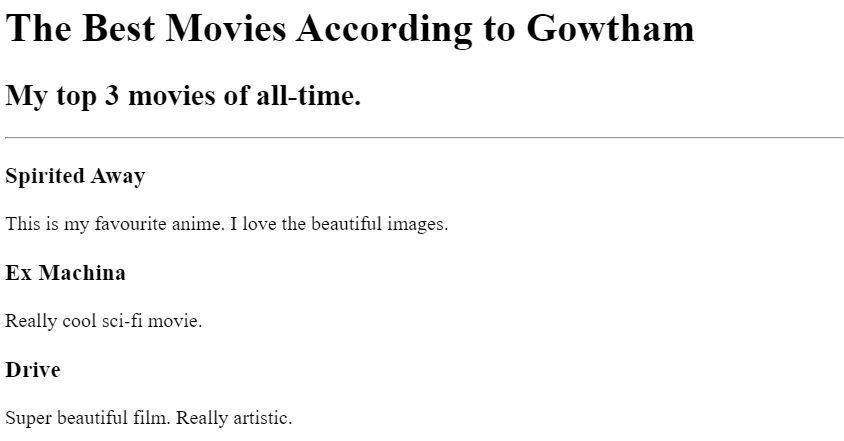 The Best Movies According to Gowtham
My top 3 movies of all-time.
Spirited Away
This is my favourite anime. I love the beautiful images.
Ex Machina
Really cool sci-fi movie.
Drive
Super beautiful film. Really artistic.